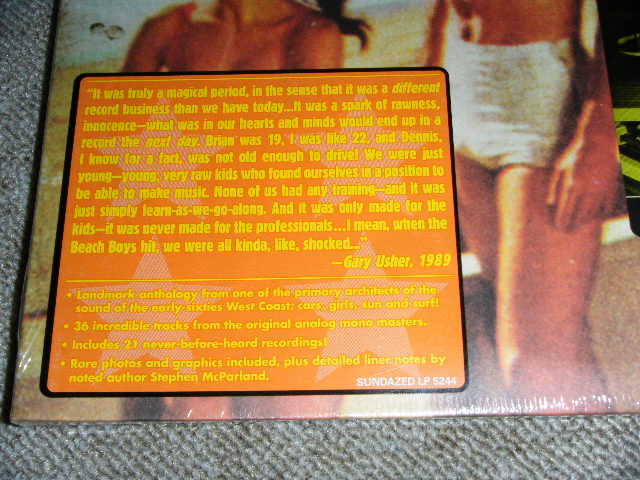 "It was truly a magical period, in the sense that it was a different
record business than we have today...It was a spark of rawness,
innocence—what was in our hearts and minds would end up in a
record the next day. Brian was 19, I was like 22, and Dennis,
I know for a fact, was not old enough to drive! We were just
young—young, very raw kids who found ourselves in a position to
be able to make music. None of us had any training—and it was
just simply learn-as-we-go-along. And it was only made for the
kids—it was never made for the professionals...I mean, when the
Beach Boys hit, we were all kinda, like, shocked..."
—Gary Usher, 1989
• Landmark anthology from one of the primary architects of the
sound of the early-sixties West Coast; cars, girls, sun and surf!
• 36 incredible tracks from the original analog mono masters.
• Includes 21 never-before-heard recordings!
• Rare photos and graphics included, plus detailed liner notes by
noted author Stephen McParland.
SUNDAZED LP 5244